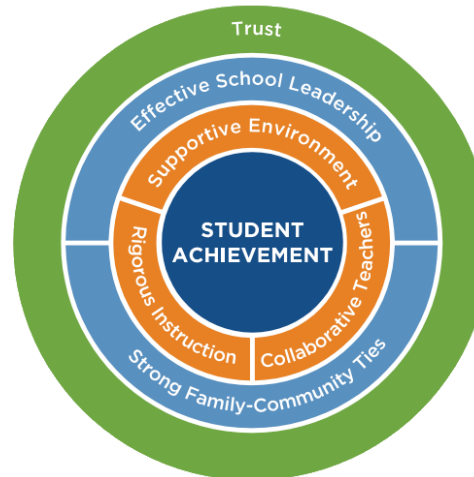 Trust
Effective School Leadership
Supportive Environment
STUDENT
ACHIEVEMENT
Rigorous Instruction
Collaborative Teachers
Strong Family-Community Ties